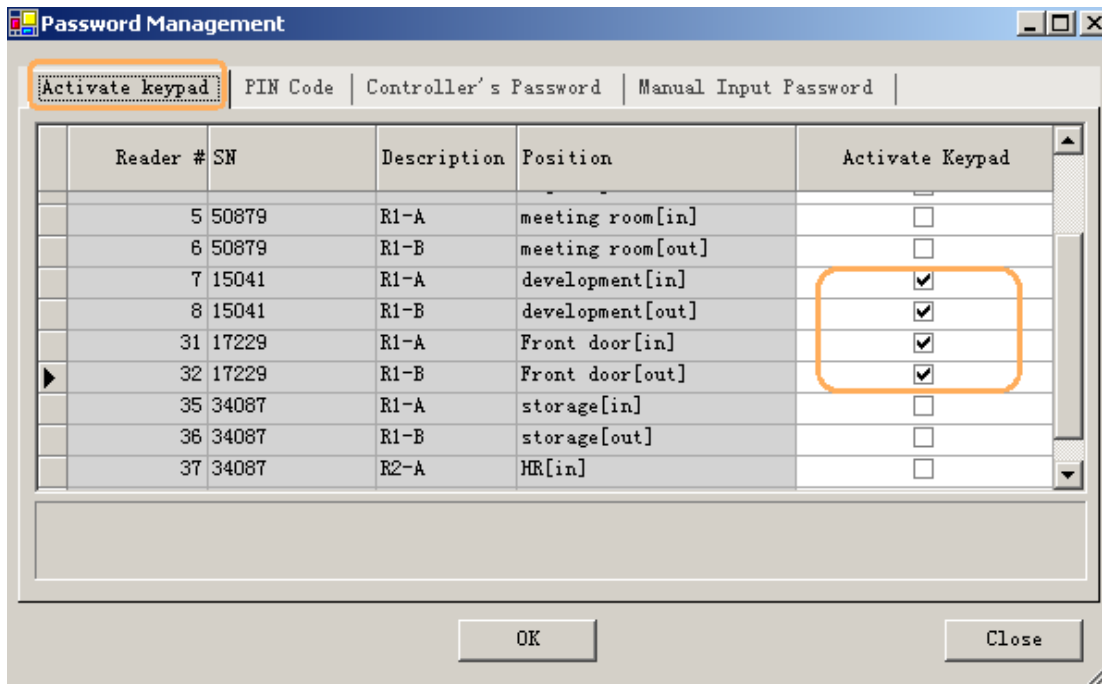 Password Management
Activate keypad PIN Code Controller's Password Manual Input Password
Reader # SN Description Position Activate Keypad
5 50879 R1-A meeting room[in]
6 50879 R1-B meeting room[out]
7 15041 R1-A development[in]
8 15041 R1-B development[out]
31 17229 R1-A Front door[in]
32 17229 R1-B Front door[out]
35 34087 R1-A storage[in]
36 34087 R1-B storage[out]
37 34087 R2-A HR[in]
OK Close